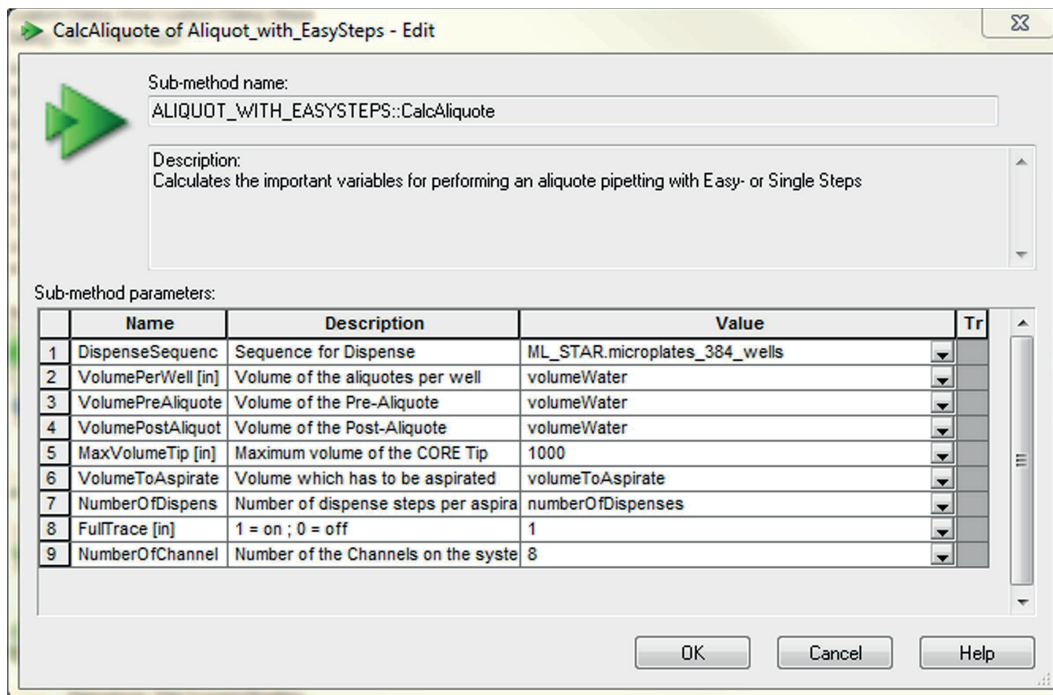 CalcAliquote of Aliquot_with_EasySteps - Edit
Sub-method name:
ALIQUOT_WITH_EASYSTEPS::CalcAliquote
Description:
Calculates the important variables for performing an aliquote pipetting with Easy- or Single Steps
Sub-method parameters:
Name Description Value Tr
1 DispenseSequenc Sequence for Dispense ML_STAR.microplates_384_wells
2 VolumePerWell [in] Volume of the aliquotes per well volumeWater
3 VolumePreAliquote Volume of the Pre-Aliquote volumeWater
4 VolumePostAliquot Volume of the Post-Aliquote volumeWater
5 MaxVolumeTip [in] Maximum volume of the CORE Tip 1000
6 VolumeToAspirate Volume which has to be aspirated volumeToAspirate
7 NumberOfDispens Number of dispense steps per aspira numberOfDispenses
8 FullTrace [in] 1 = on ; 0 = off 1
9 NumberOfChannel Number of the Channels on the syste 8
OK Cancel Help